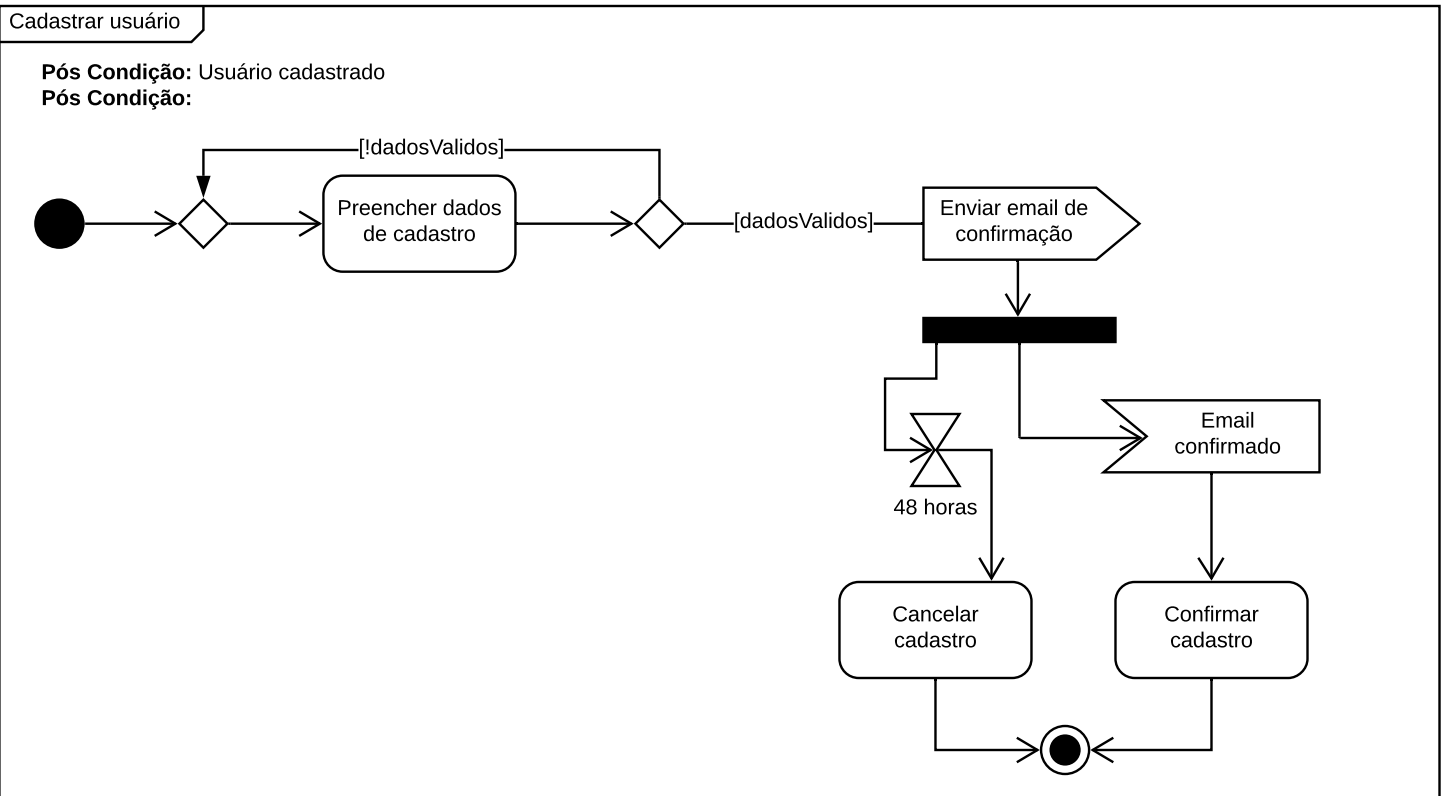 Cadastrar usuário
Pós Condição: Usuário cadastrado
Pós Condição:
[!dadosValidos]
Preencher dados
de cadastro
[dadosValidos]
Enviar email de
confirmação
Email
confirmado
48 horas
Cancelar
cadastro
Confirmar
cadastro